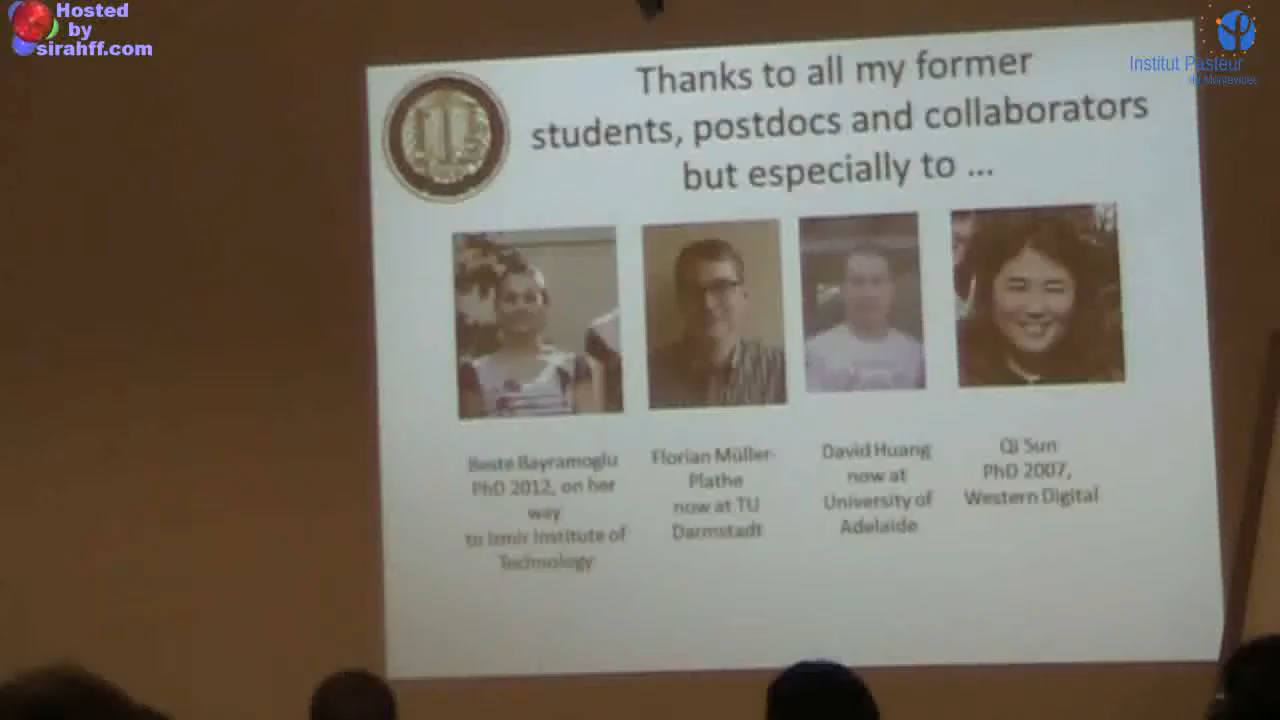 Hosted
by
sirahff.com
Institut Pasteur
de Montevideo
Thanks to all my former
students, postdocs and collaborators
but especially to ...
Beste Bayramoglu
PhD 2012, on her
way
to Izmir Institute of
Technology
Florian Müller-
Plathe
now at TU
Darmstadt
David Huang
now at
University of
Adelaide
Qi Sun
PhD 2007,
Western Digital